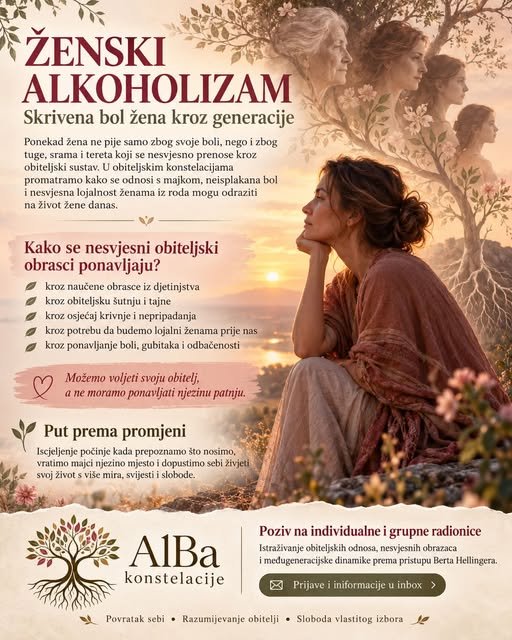 ŽENSKI
ALKOHOLIZAM
Skrivena bol žena kroz generacije
Ponekad žena ne pije samo zbog svoje boli, nego i zbog
tuge, srama i tereta koji se nesvjesno prenose kroz
obiteljski sustav. U obiteljskim konstelacijama
promatramo kako se odnosi s majkom, neisplakana bol
i nesvjesna lojalnost ženama iz roda mogu odraziti
na život žene danas.
Kako se nesvjesni obiteljski
obrasci ponavljaju?
kroz naučene obrasce iz djetinjstva
kroz obiteljsku šutnju i tajne
kroz osjećaj krivnje i nepripadanja
kroz potrebu da budemo lojalni ženama prije nas
kroz ponavljanje boli, gubitaka i odbačenosti
Možemo voljeti svoju obitelj,
a ne moramo ponavljati njezinu patnju.
Put prema promjeni
Iscjeljenje počinje kada prepoznamo što nosimo,
vratimo majci njezino mjesto i dopustimo sebi živjeti
svoj život s više mira, svijesti i slobode.
AlBa
konstelacije
Poziv na individualne i grupne radionice
Istraživanje obiteljskih odnosa, nesvjesnih obrazaca
i međugeneracijske dinamike prema pristupu Berta Hellingera.
Prijave i iniformacije u inbox >
Povratak sebi • Razumijevanje obitelji • Sloboda vlastitog izbora